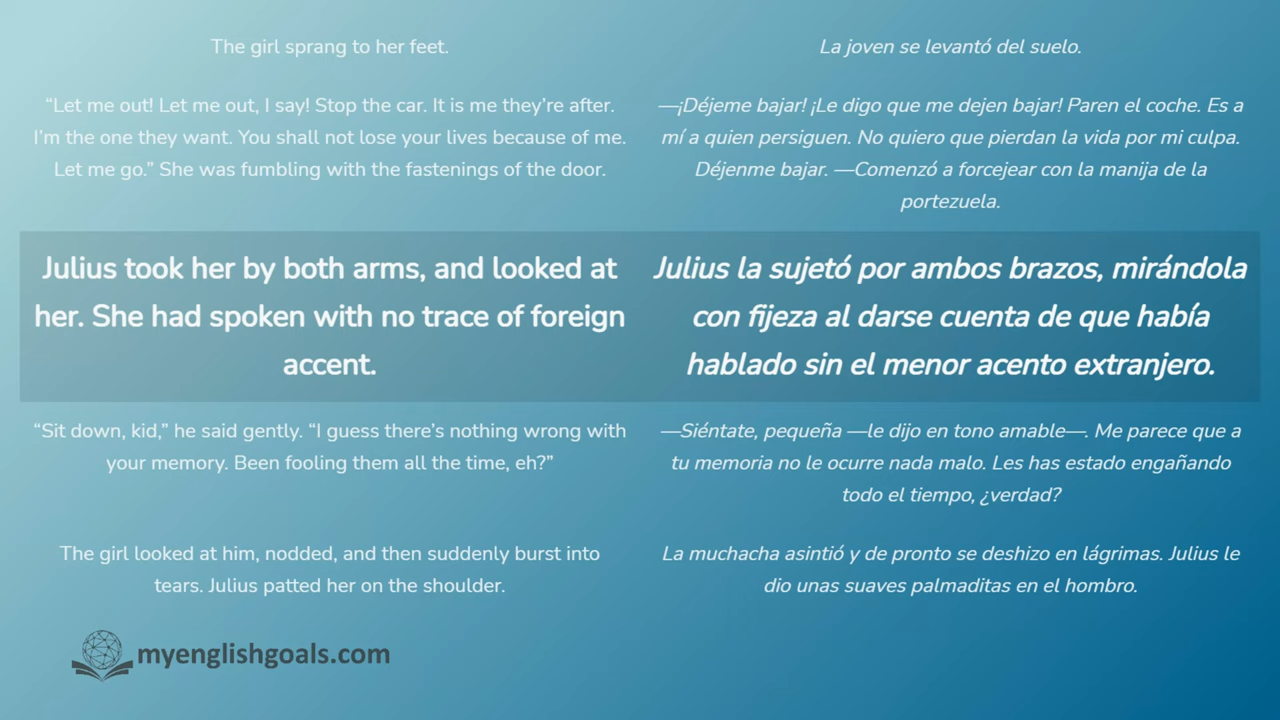 The girl sprang to her feet.
“Let me out! Let me out, I say! Stop the car. It is me they’re after.
I’m the one they want. You shall not lose your lives because of me.
Let me go.” She was fumbling with the fastenings of the door.
Julius took her by both arms, and looked at
her. She had spoken with no trace of foreign
accent.
“Sit down, kid,” he said gently. “I guess there’s nothing wrong with
your memory. Been fooling them all the time, eh?”
The girl looked at him, nodded, and then suddenly burst into
tears. Julius patted her on the shoulder.
La joven se levantó del suelo.
—¡Déjeme bajar! ¡Le digo que me dejen bajar! Paren el coche. Es a
mí a quien persiguen. No quiero que pierdan la vida por mi culpa.
Déjenme bajar. —Comenzó a forcejear con la manija de la
portezuela.
Julius la sujetó por ambos brazos, mirándola
con fijeza al darse cuenta de que había
hablado sin el menor acento extranjero.
—Siéntate, pequeña —le dijo en tono amable—. Me parece que a
tu memoria no le ocurre nada malo. Les has estado engañando
todo el tiempo, ¿verdad?
La muchacha asintió y de pronto se deshizo en lágrimas. Julius le
dio unas suaves palmaditas en el hombro.
myenglishgoals.com